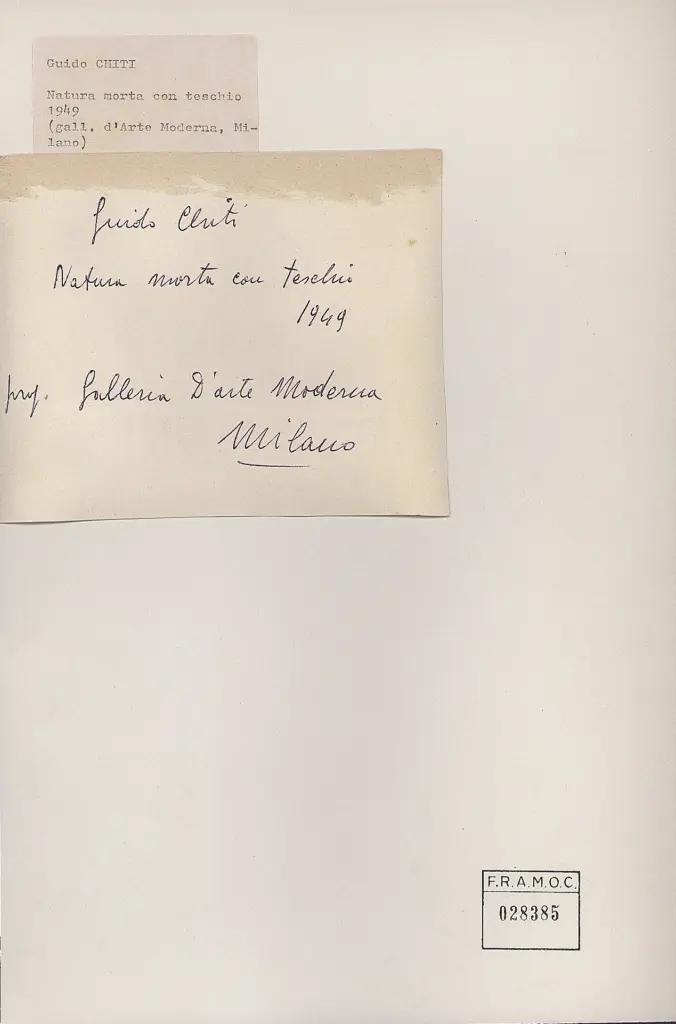 Guido CHITI
Natura morta con teschio
1949
(gall. d'Arte Moderna, Mi-
lano)
Guido Chiti
Natura morta con teschio
1949
prof. Galleria D'arte Moderna
Milano
F.R.A.M.O.C.
028385